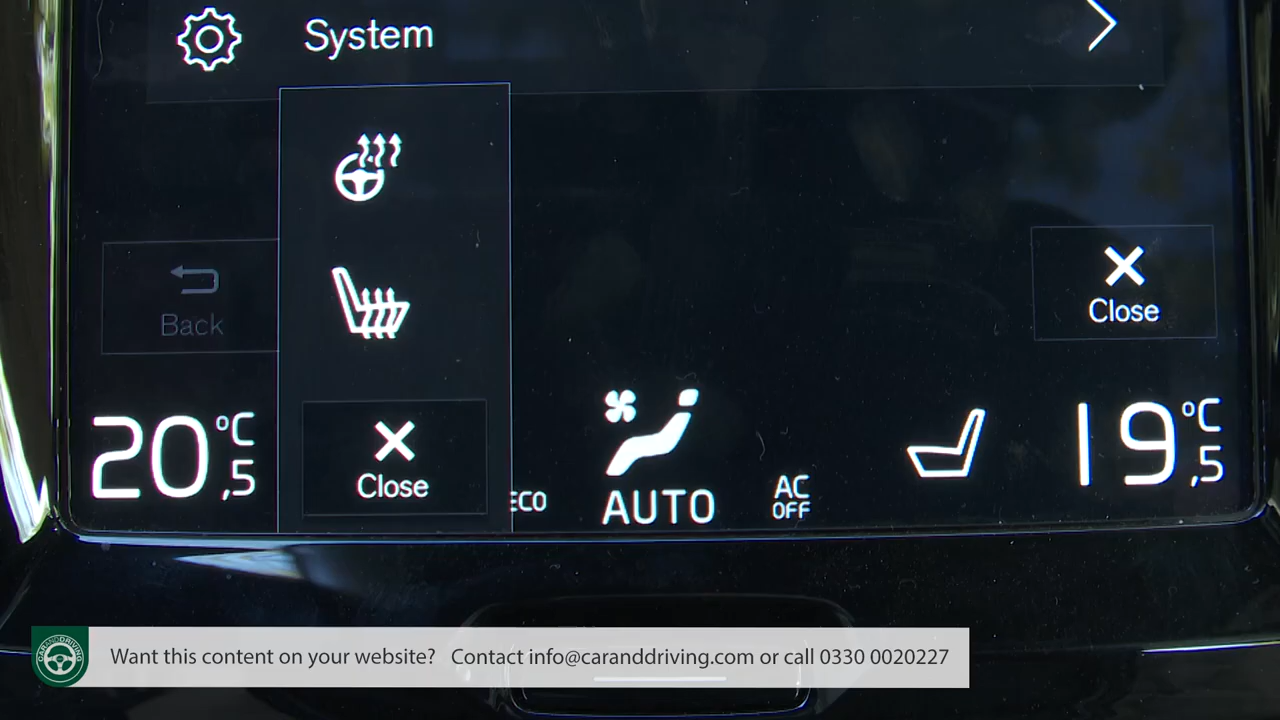 System
Back
Close
20,5 °C
Close
ECO
AUTO
AC
OFF
19,5 °C
CARANDDRIVING
Want this content on your website? Contact info@caranddriving.com or call 0330 0020227